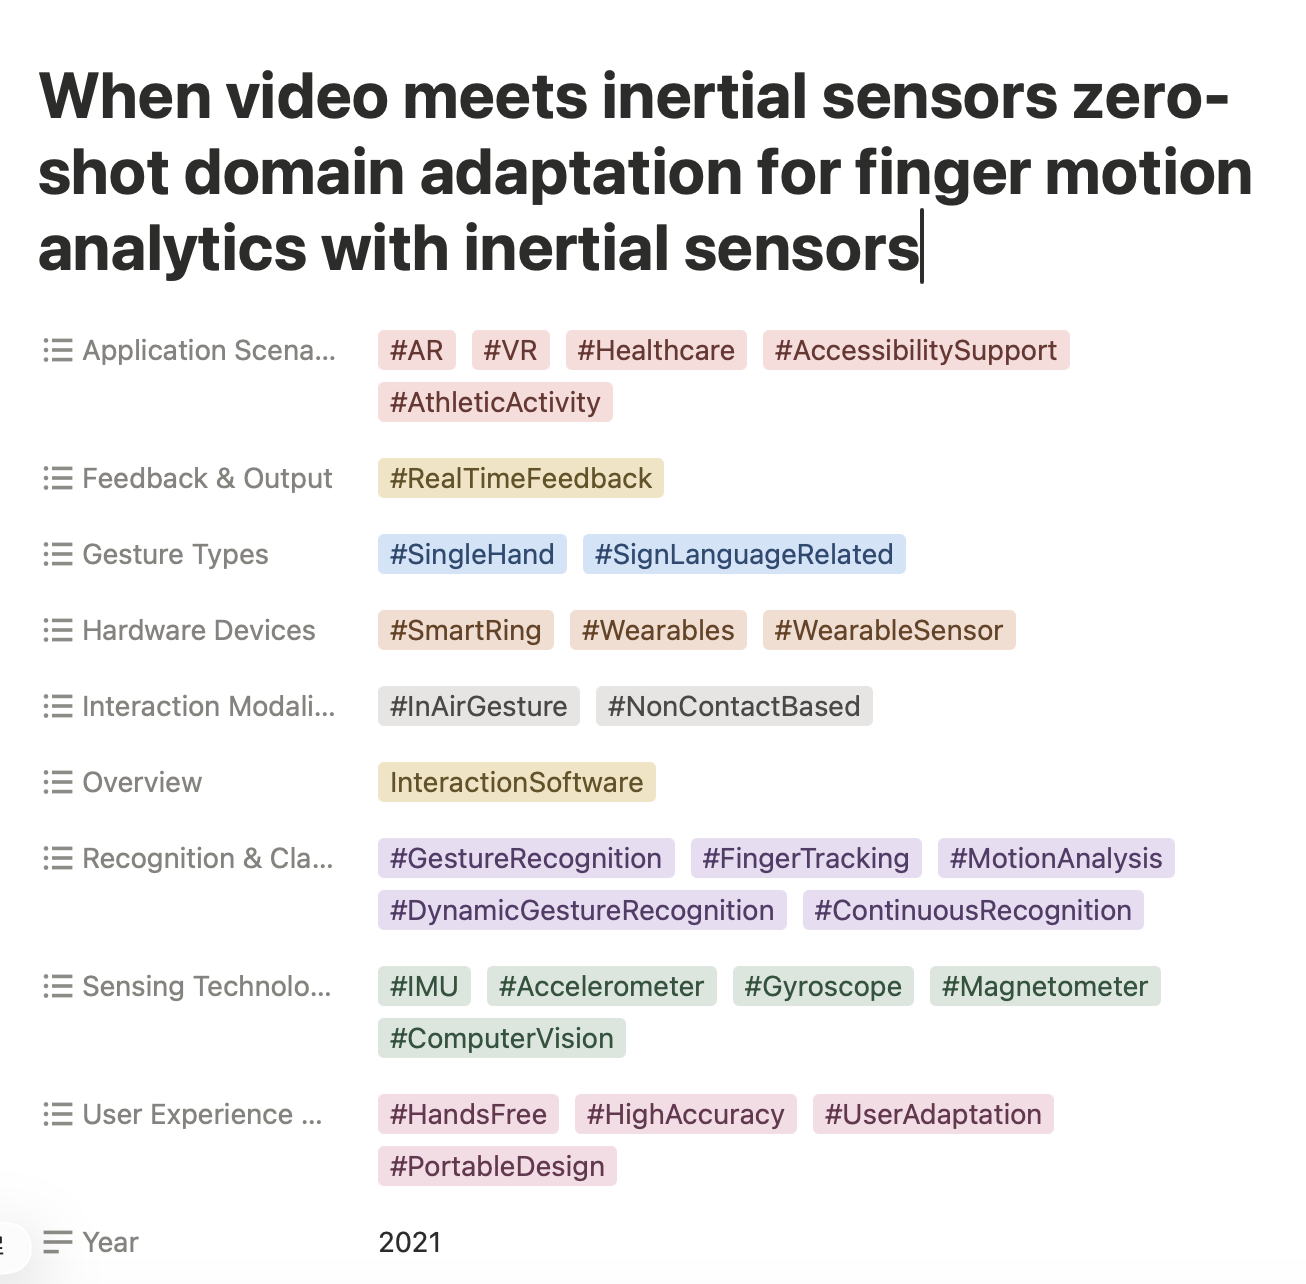 When video meets inertial sensors zero-
shot domain adaptation for finger motion
analytics with inertial sensors
Application Scena... #AR #VR #Healthcare #AccessibilitySupport
#AthleticActivity
Feedback & Output #RealTimeFeedback
Gesture Types #SingleHand #SignLanguageRelated
Hardware Devices #SmartRing #Wearables #WearableSensor
Interaction Modali... #InAirGesture #NonContactBased
Overview InteractionSoftware
Recognition & Cla... #GestureRecognition #FingerTracking #MotionAnalysis
#DynamicGestureRecognition #ContinuousRecognition
Sensing Technolo... #IMU #Accelerometer #Gyroscope #Magnetometer
#ComputerVision
User Experience ... #HandsFree #HighAccuracy #UserAdaptation
#PortableDesign
Year 2021